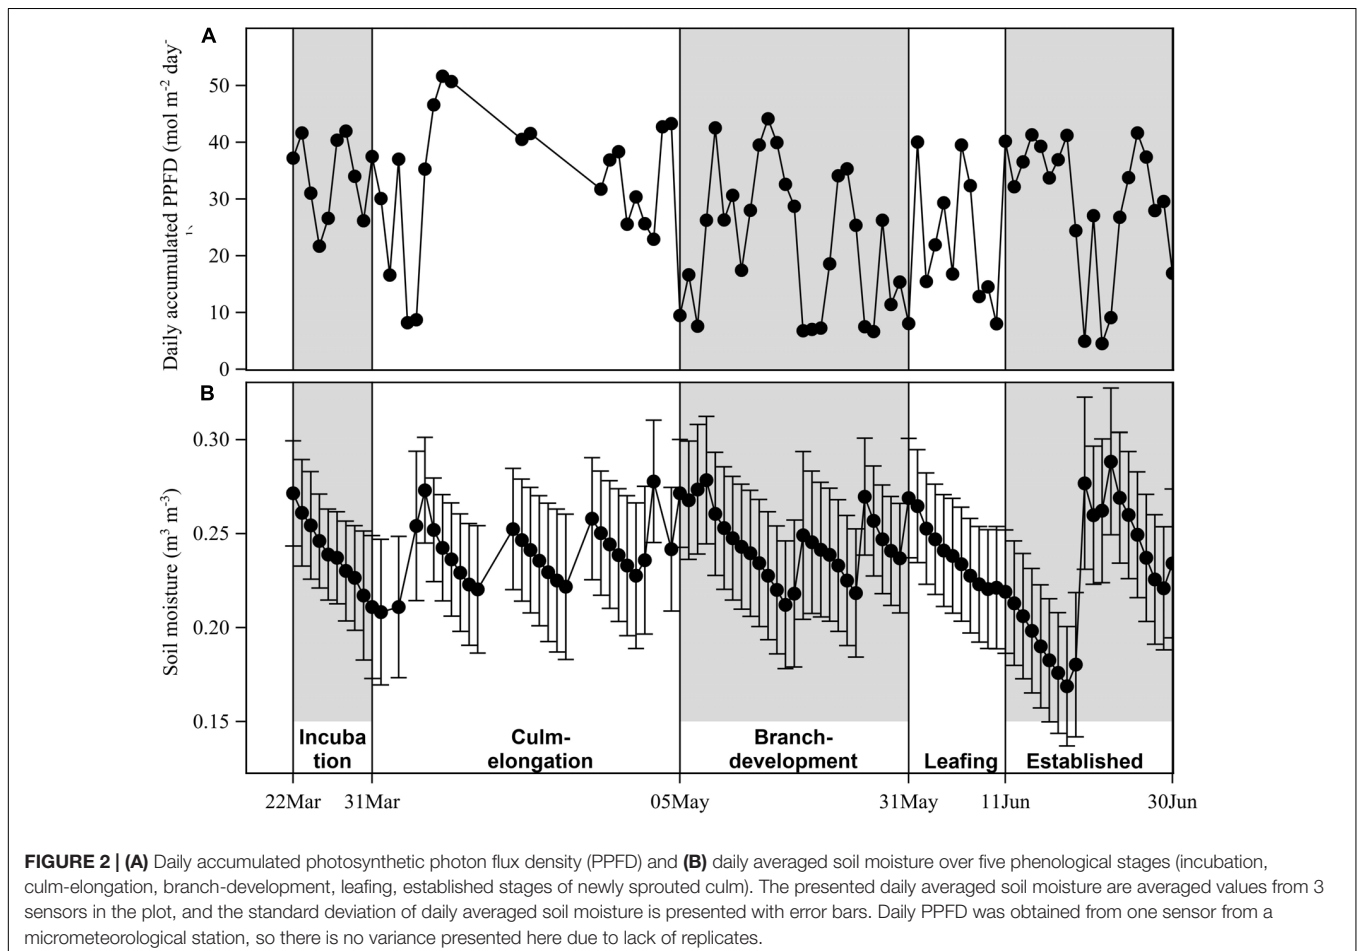 A
Daily accumulated PPFD (mol m-2 day-
50
40
30
20
10
0
B
Soil moisture (m3 m-3)
0.30
0.25
0.20
0.15
Incuba
tion
Culm-
elongation
Branch-
development
Leafing
Established
22Mar 31Mar 05May 31May 11Jun 30Jun
FIGURE 2 | (A) Daily accumulated photosynthetic photon flux density (PPFD) and (B) daily averaged soil moisture over five phenological stages (incubation,
culm-elongation, branch-development, leafing, established stages of newly sprouted culm). The presented daily averaged soil moisture are averaged values from 3
sensors in the plot, and the standard deviation of daily averaged soil moisture is presented with error bars. Daily PPFD was obtained from one sensor from a
micrometeorological station, so there is no variance presented here due to lack of replicates.